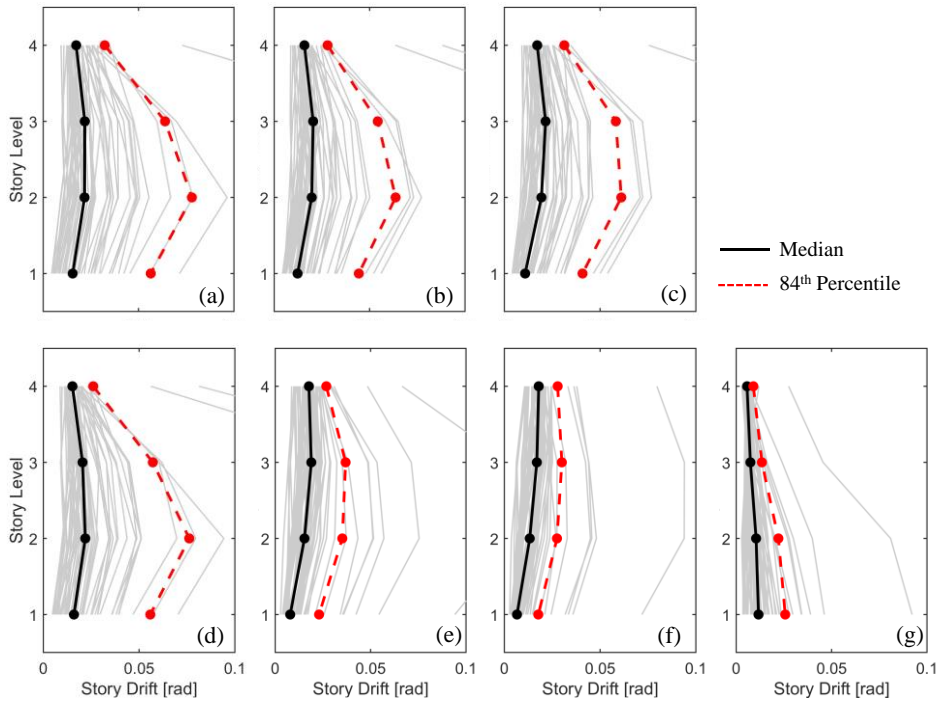 4
3
2
1
Story Level
(a)
4
3
2
1
(b)
4
3
2
1
(c)
Median
84th Percentile
4
3
2
1
Story Level
(d)
0 0.05 0.1
Story Drift [rad]
4
3
2
1
(e)
0 0.05 0.1
Story Drift [rad]
4
3
2
1
(f)
0 0.05 0.1
Story Drift [rad]
4
3
2
1
(g)
0 0.05 0.1
Story Drift [rad]